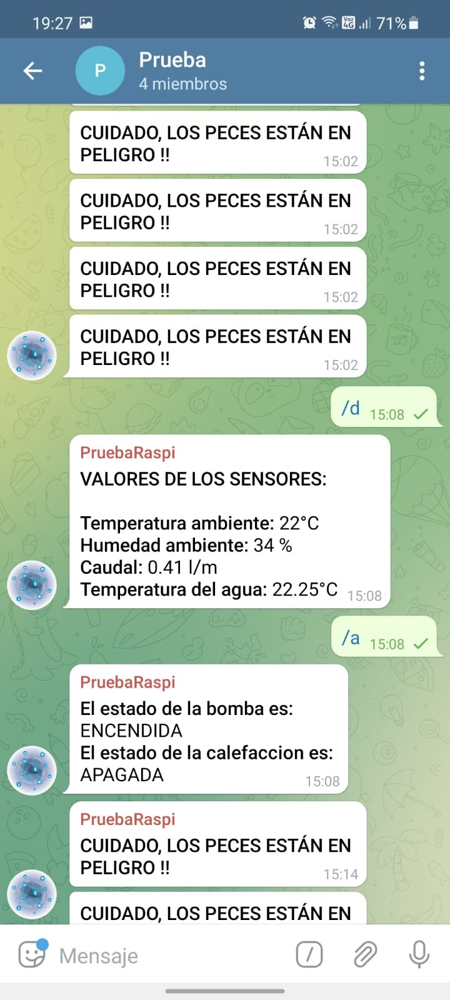 19:27
Voz
4G
71%
P
Prueba
4 miembros
CUIDADO, LOS PECES ESTÁN EN
PELIGRO !!
15:02
CUIDADO, LOS PECES ESTÁN EN
PELIGRO !!
15:02
CUIDADO, LOS PECES ESTÁN EN
PELIGRO !!
15:02
CUIDADO, LOS PECES ESTÁN EN
PELIGRO !!
15:02
/d 15:08
PruebaRaspi
VALORES DE LOS SENSORES:
Temperatura ambiente: 22°C
Humedad ambiente: 34 %
Caudal: 0.41 l/m
Temperatura del agua: 22.25°C 15:08
/a 15:08
PruebaRaspi
El estado de la bomba es:
ENCENDIDA
El estado de la calefaccion es:
APAGADA
15:08
PruebaRaspi
CUIDADO, LOS PECES ESTÁN EN
PELIGRO !!
15:14
CUIDADO, LOS PECES ESTÁN EN
Mensaje
/